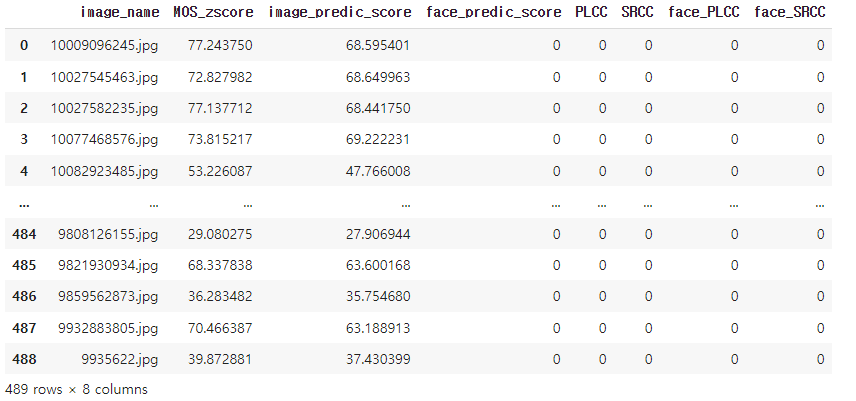 image_name MOS_zscore image_predic_score face_predic_score PLCC SRCC face_PLCC face_SRCC
0 10009096245.jpg 77.243750 68.595401 0 0 0 0 0
1 10027545463.jpg 72.827982 68.649963 0 0 0 0 0
2 10027582235.jpg 77.137712 68.441750 0 0 0 0 0
3 10077468576.jpg 73.815217 69.222231 0 0 0 0 0
4 10082923485.jpg 53.226087 47.766008 0 0 0 0 0
... ... ... ... ... ... ... ... ...
484 9808126155.jpg 29.080275 27.906944 0 0 0 0 0
485 9821930934.jpg 68.337838 63.600168 0 0 0 0 0
486 9859562873.jpg 36.283482 35.754680 0 0 0 0 0
487 9932883805.jpg 70.466387 63.188913 0 0 0 0 0
488 9935622.jpg 39.872881 37.430399 0 0 0 0 0
489 rows × 8 columns